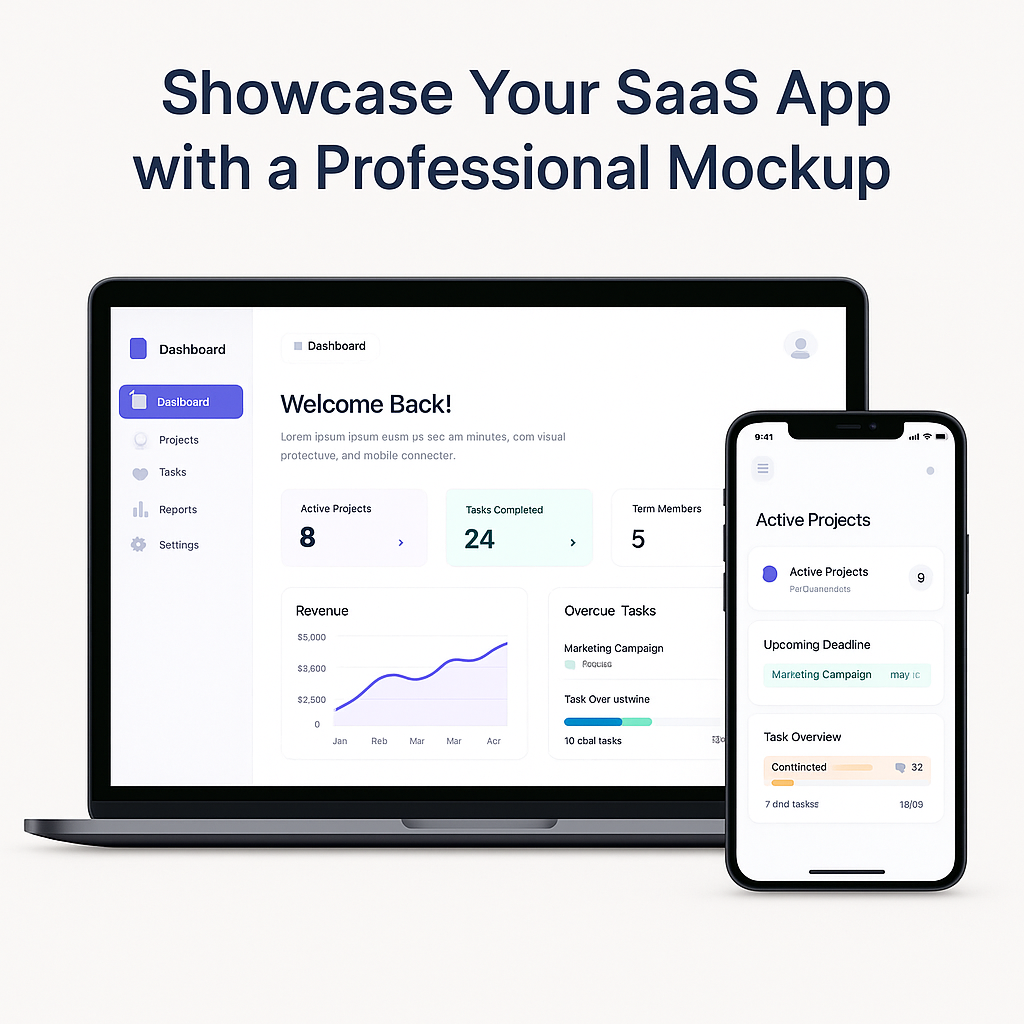 Showcase Your SaaS App
with a Professional Mockup
Dashboard
Daslboard
Projects
Tasks
Reports
Settings
Dashboard
Welcome Back!
Lorem ipsum ipsum eusm ps sec am minutes, com visual
protectuve, and mobile connecter.
Active Projects
8
Tasks Completed
24
Term Members
5
Revenue
$5,000
$3,600
$2,500
0
Jan Reb Mar Mar Acr
Overcue Tasks
Marketing Campaign
Task Over ustwine
10 cbal tasks
9:41
Active Projects
Active Projects
9
Upcoming Deadline
Marketing Campaign may
Task Overview
Conttincted 32
7 dnd taskss 18/09